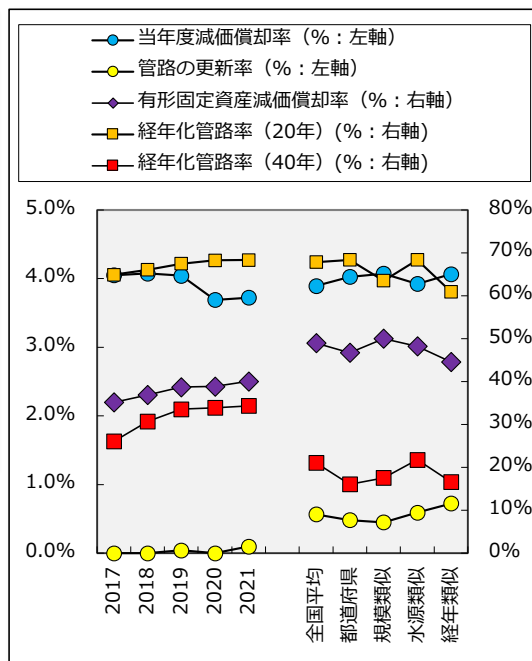 当年度減価償却率（%：左軸）
管路の更新率（%：左軸）
有形固定資産減価償却率（%：右軸）
経年化管路率（20年）(%：右軸)
経年化管路率（40年）(%：右軸)
5.0%
4.0%
3.0%
2.0%
1.0%
0.0%
80%
70%
60%
50%
40%
30%
20%
10%
0%
2017
2018
2019
2020
2021
全国平均
都道府県
規模類似
水源類似
経年類似